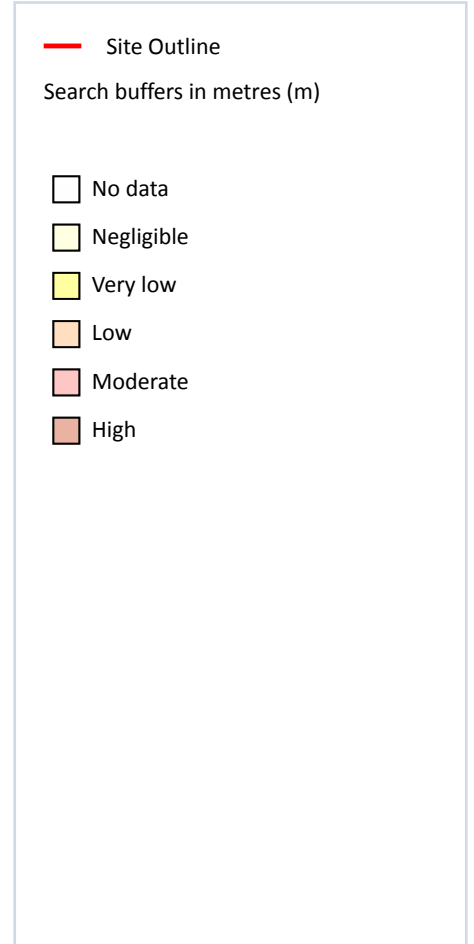 Site Outline
Search buffers in metres (m)
No data
Negligible
Very low
Low
Moderate
High